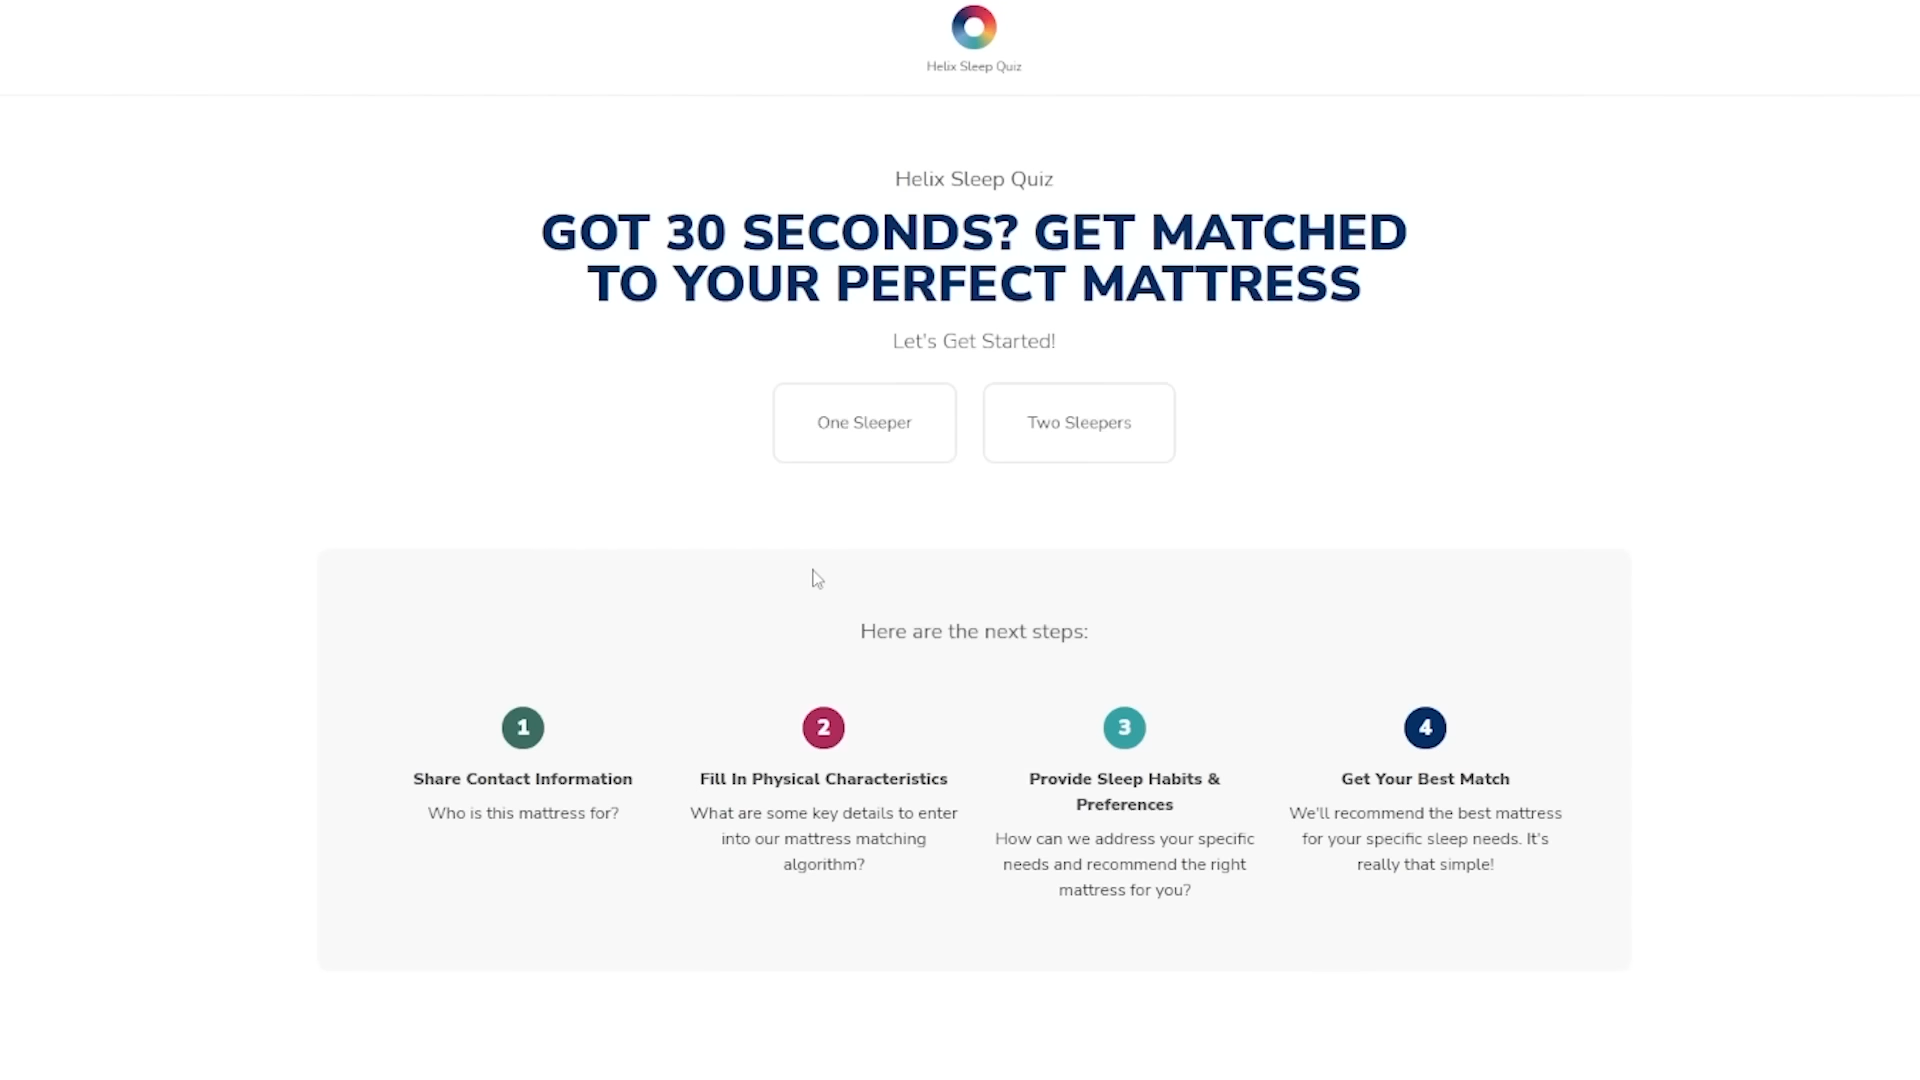 Helix Sleep Quiz
Helix Sleep Quiz
GOT 30 SECONDS? GET MATCHED
TO YOUR PERFECT MATTRESS
Let's Get Started!
One Sleeper
Two Sleepers
Here are the next steps:
1
Share Contact Information
Who is this mattress for?
2
Fill In Physical Characteristics
What are some key details to enter
into our mattress matching
algorithm?
3
Provide Sleep Habits &
Preferences
How can we address your specific
needs and recommend the right
mattress for you?
4
Get Your Best Match
We'll recommend the best mattress
for your specific sleep needs. It's
really that simple!